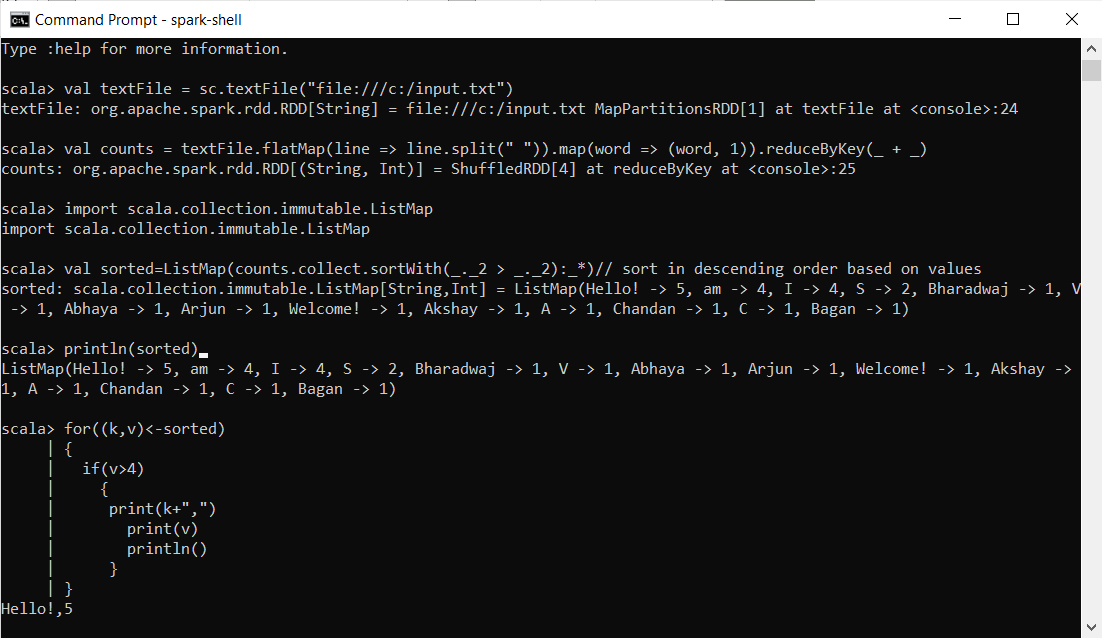 Command Prompt - spark-shell
Type :help for more information.
scala> val textFile = sc.textFile("file:///c:/input.txt")
textFile: org.apache.spark.rdd.RDD[String] = file:///c:/input.txt MapPartitionsRDD[1] at textFile at <console>:24
scala> val counts = textFile.flatMap(line => line.split(" ")).map(word => (word, 1)).reduceByKey(_ + _)
counts: org.apache.spark.rdd.RDD[(String, Int)] = ShuffledRDD[4] at reduceByKey at <console>:25
scala> import scala.collection.immutable.ListMap
import scala.collection.immutable.ListMap
scala> val sorted=ListMap(counts.collect.sortWith(_._2 > _._2):_*)// sort in descending order based on values
sorted: scala.collection.immutable.ListMap[String,Int] = ListMap(Hello! -> 5, am -> 4, I -> 4, S -> 2, Bharadwaj -> 1, V
 -> 1, Abhaya -> 1, Arjun -> 1, Welcome! -> 1, Akshay -> 1, A -> 1, Chandan -> 1, C -> 1, Bagan -> 1)
scala> println(sorted)
ListMap(Hello! -> 5, am -> 4, I -> 4, S -> 2, Bharadwaj -> 1, V -> 1, Abhaya -> 1, Arjun -> 1, Welcome! -> 1, Akshay ->
1, A -> 1, Chandan -> 1, C -> 1, Bagan -> 1)
scala> for((k,v)<-sorted)
     | {
     |   if(v>4)
     |     {
     |      print(k+",")
     |        print(v)
     |        println()
     |      }
     | }
Hello!,5